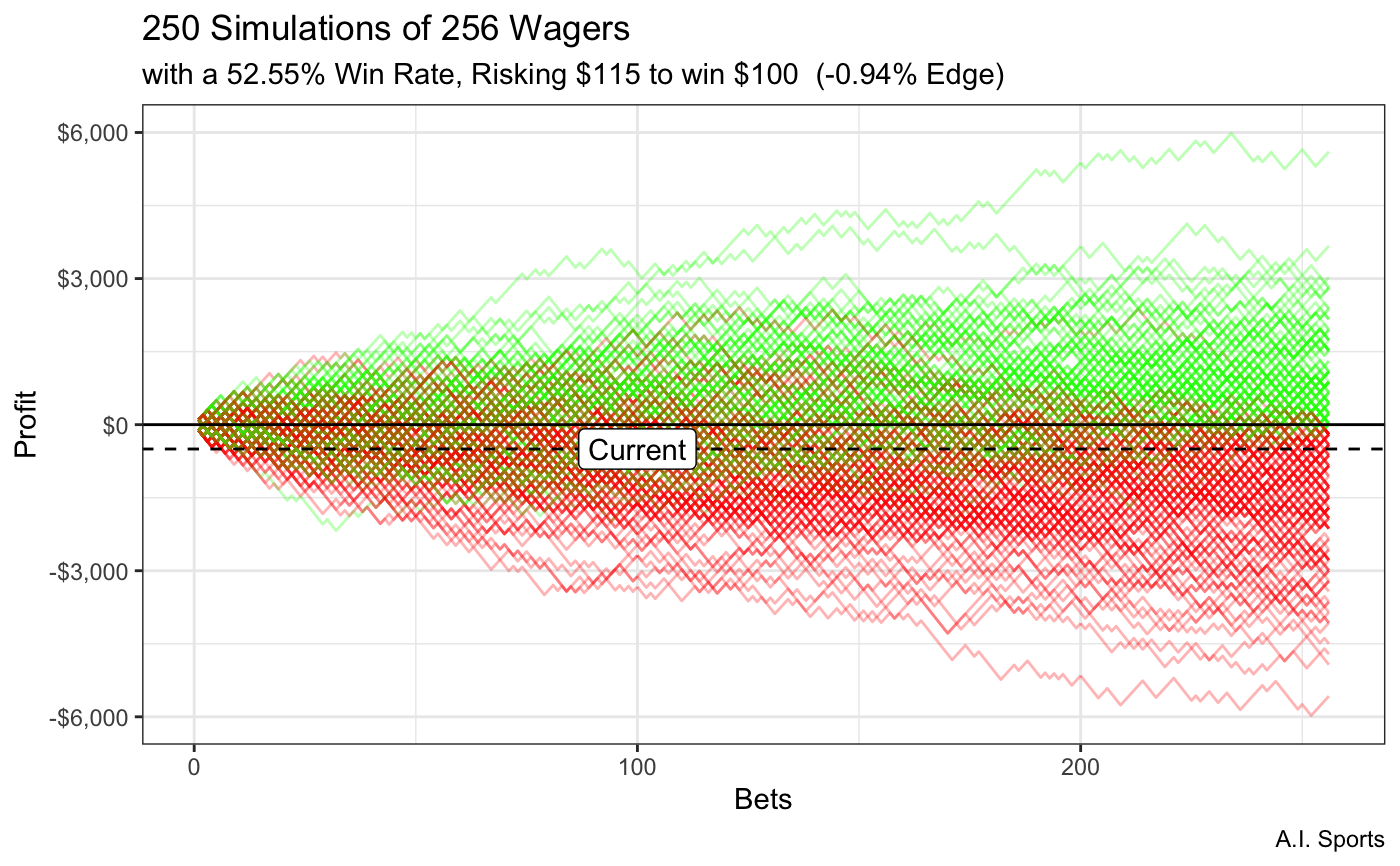 250 Simulations of 256 Wagers
with a 52.55% Win Rate, Risking $115 to win $100  (-0.94% Edge)
$6,000
$3,000
$0
-$3,000
-$6,000
Profit
Current
0
100
200
Bets
A.I. Sports